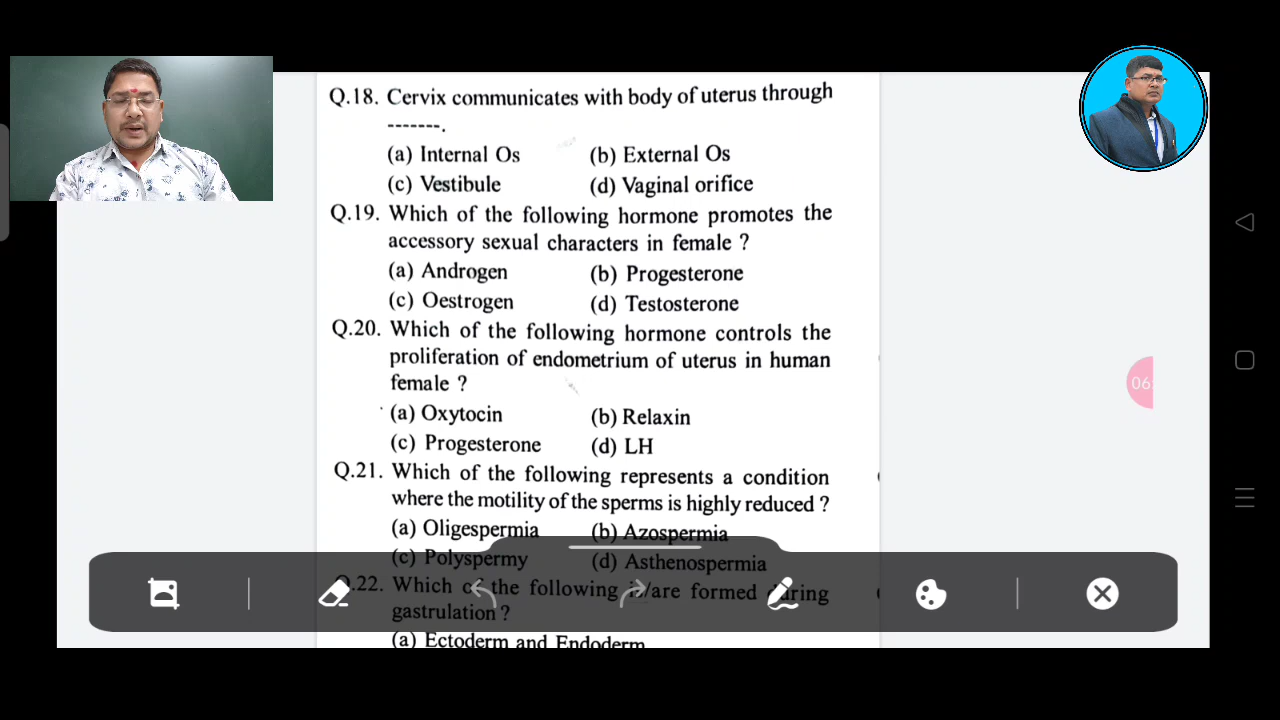 Q.18. Cervix communicates with body of uterus through
-------.
(a) Internal Os (b) External Os
(c) Vestibule (d) Vaginal orifice
Q.19. Which of the following hormone promotes the
accessory sexual characters in female ?
(a) Androgen (b) Progesterone
(c) Oestrogen (d) Testosterone
Q.20. Which of the following hormone controls the
proliferation of endometrium of uterus in human
female ?
(a) Oxytocin (b) Relaxin
(c) Progesterone (d) LH
06
Q.21. Which of the following represents a condition
where the motility of the sperms is highly reduced ?
(a) Oligespermia (b) Azospermia
(c) Polyspermy (d) Asthenospermia
Q.22. Which of the following is/are formed during
gastrulation ?
(a) Ectoderm and Endoderm